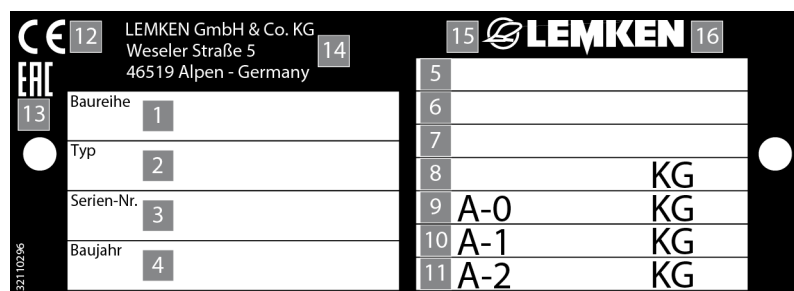 CE 12 LEMKEN GmbH & Co. KG
Weseler Straße 5 14
46519 Alpen - Germany
EAC
13
Baureihe 1
Typ 2
Serien-Nr. 3
Baujahr 4
32110296
15 LEMKEN 16
5
6
7
8 KG
9 A-0 KG
10 A-1 KG
11 A-2 KG